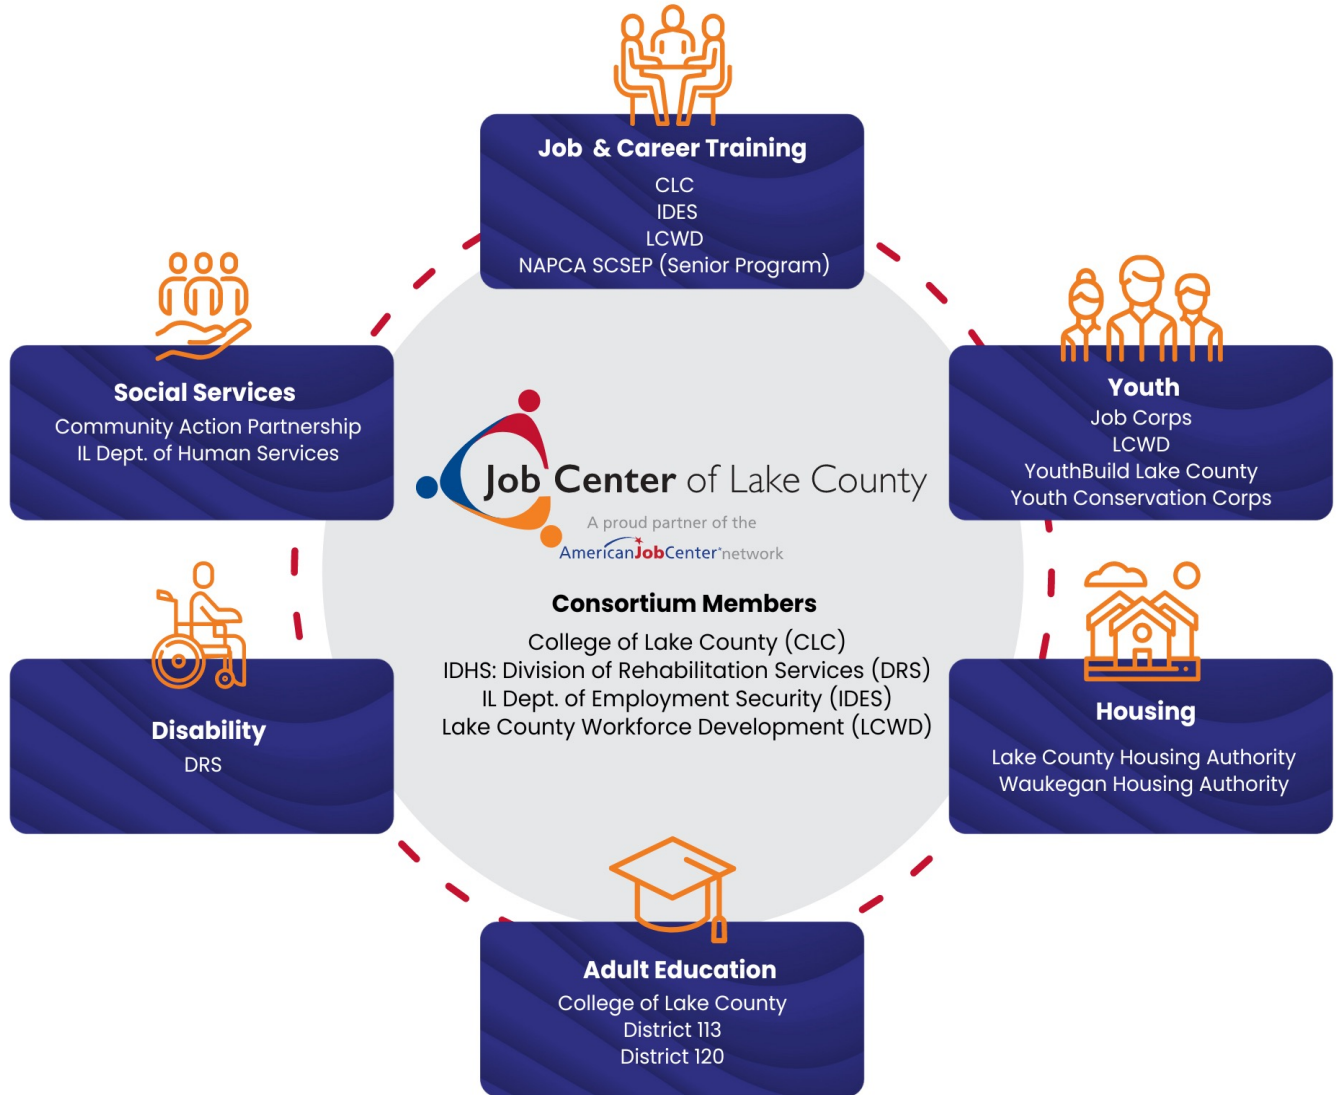 Job & Career Training
CLC
IDES
LCWD
NAPCA SCSEP (Senior Program)
Social Services
Community Action Partnership
IL Dept. of Human Services
Youth
Job Corps
LCWD
YouthBuild Lake County
Youth Conservation Corps
Job Center of Lake County
A proud partner of the
AmericanJobCenter®network
Consortium Members
College of Lake County (CLC)
IDHS: Division of Rehabilitation Services (DRS)
IL Dept. of Employment Security (IDES)
Lake County Workforce Development (LCWD)
Disability
DRS
Housing
Lake County Housing Authority
Waukegan Housing Authority
Adult Education
College of Lake County
District 113
District 120